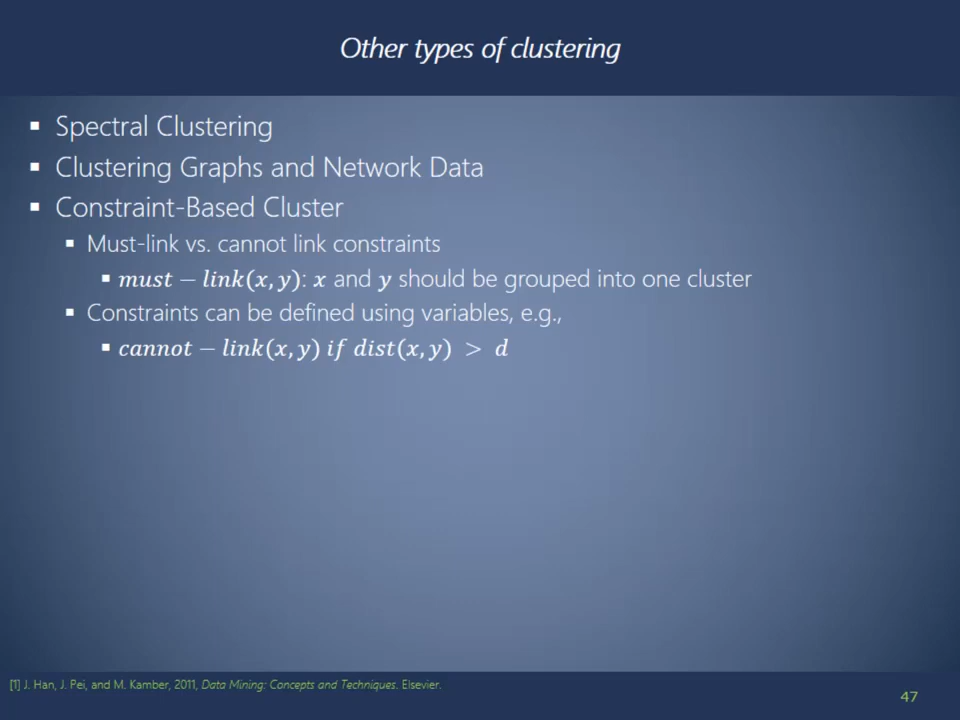 Other types of clustering
▪ Spectral Clustering
▪ Clustering Graphs and Network Data
▪ Constraint-Based Cluster
▪ Must-link vs. cannot link constraints
▪ must − link(x, y): x and y should be grouped into one cluster
▪ Constraints can be defined using variables, e.g.,
▪ cannot − link(x, y) if dist(x, y) > d
[1] J. Han, J. Pei, and M. Kamber, 2011, Data Mining: Concepts and Techniques. Elsevier.
47